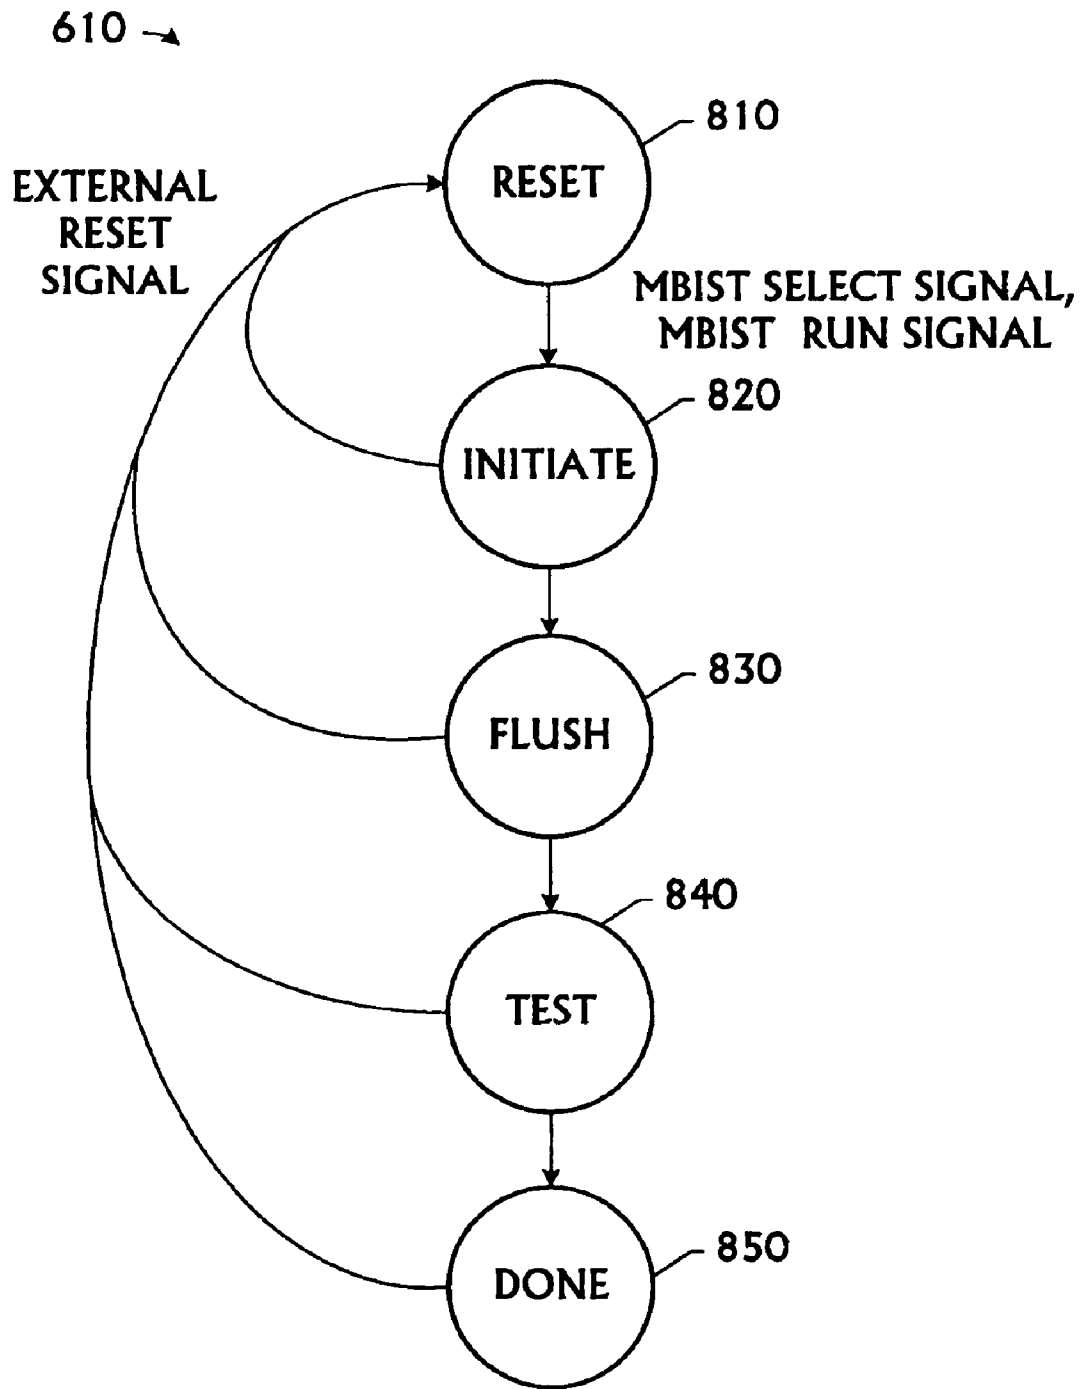 610
810
RESET
EXTERNAL
RESET
SIGNAL
MBIST SELECT SIGNAL,
MBIST RUN SIGNAL
820
INITIATE
830
FLUSH
840
TEST
850
DONE